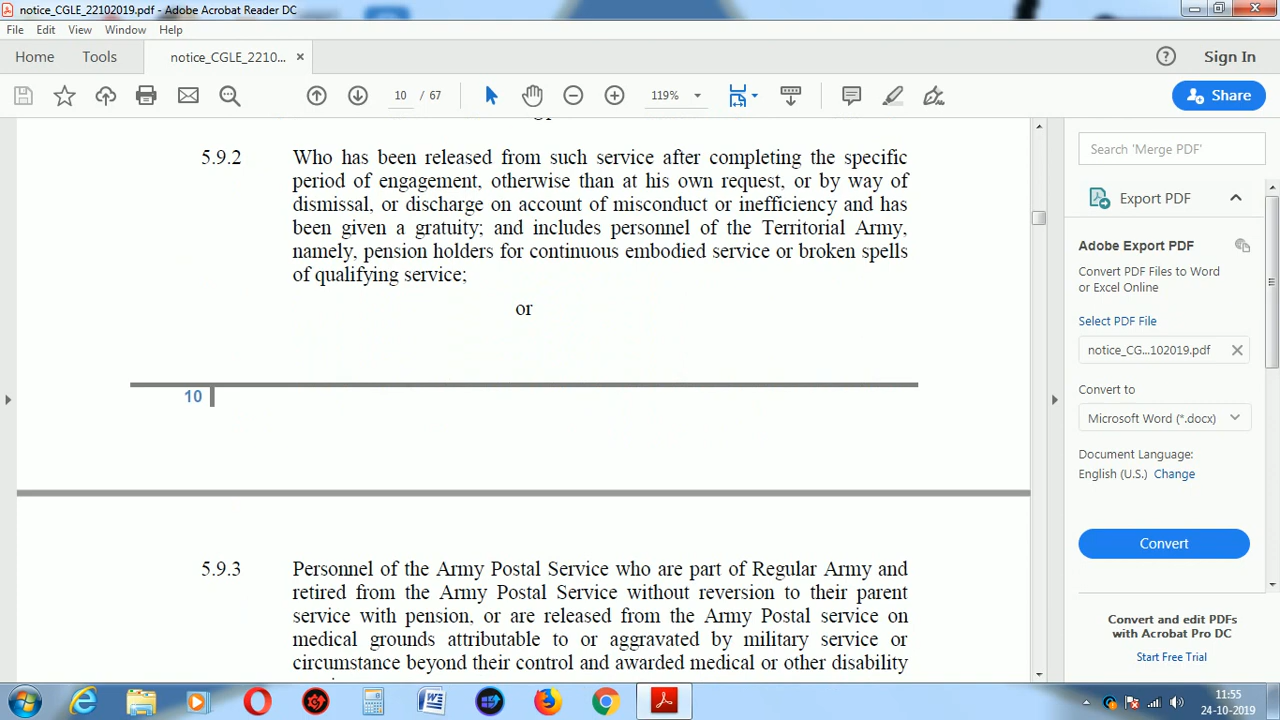 notice_CGLE_22102019.pdf - Adobe Acrobat Reader DC
File Edit View Window Help
Home Tools notice_CGLE_2210... × Sign In
10 / 67 119% Share
5.9.2 Who has been released from such service after completing the specific
period of engagement, otherwise than at his own request, or by way of
dismissal, or discharge on account of misconduct or inefficiency and has
been given a gratuity; and includes personnel of the Territorial Army,
namely, pension holders for continuous embodied service or broken spells
of qualifying service;
or
10
5.9.3 Personnel of the Army Postal Service who are part of Regular Army and
retired from the Army Postal Service without reversion to their parent
service with pension, or are released from the Army Postal service on
medical grounds attributable to or aggravated by military service or
circumstance beyond their control and awarded medical or other disability
Search 'Merge PDF'
Export PDF
Adobe Export PDF
Convert PDF Files to Word
or Excel Online
Select PDF File
notice_CG...102019.pdf
Convert to
Microsoft Word (*.docx)
Document Language:
English (U.S.) Change
Convert
Convert and edit PDFs
with Acrobat Pro DC
Start Free Trial
11:55
24-10-2019